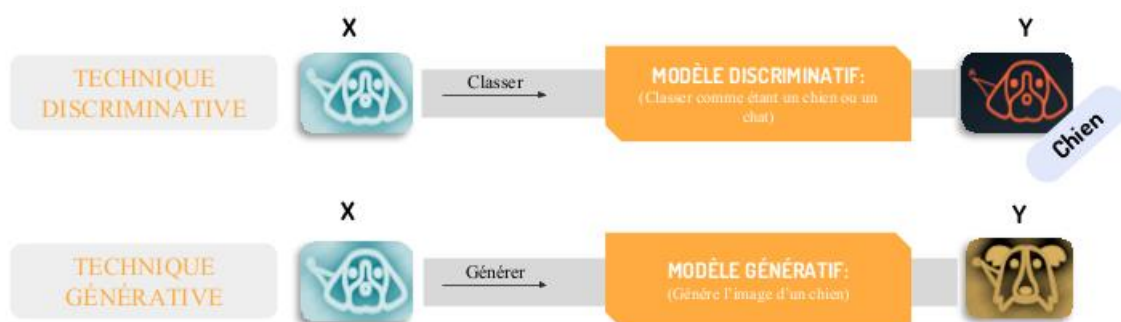 X
Y
TECHNIQUE
DISCRIMINATIVE
Classer
MODÈLE DISCRIMINATIF:
(Classer comme étant un chien ou un
chat)
Chien
X
Y
TECHNIQUE
GÉNÉRATIVE
Générer
MODÈLE GÉNÉRATIF:
(Génère l'image d'un chien)